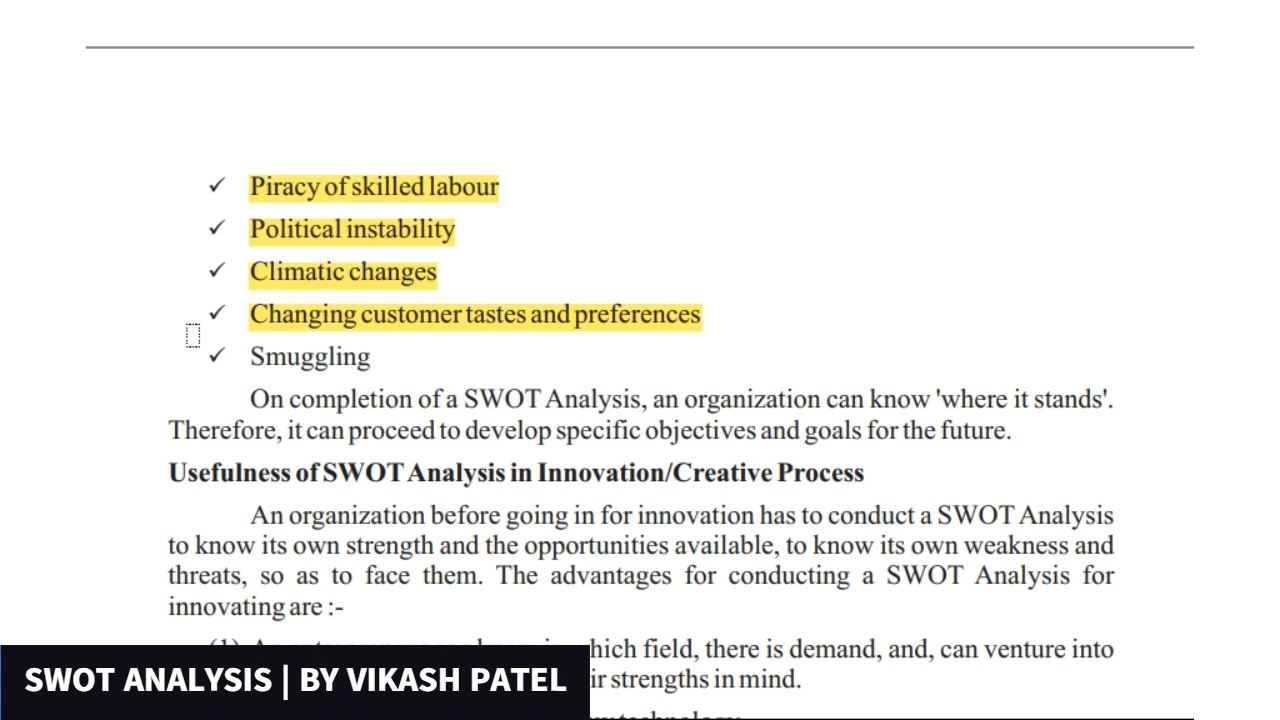 ✓ Piracy of skilled labour
✓ Political instability
✓ Climatic changes
✓ Changing customer tastes and preferences
✓ Smuggling
On completion of a SWOT Analysis, an organization can know 'where it stands'.
Therefore, it can proceed to develop specific objectives and goals for the future.
Usefulness of SWOT Analysis in Innovation/Creative Process
An organization before going in for innovation has to conduct a SWOT Analysis
to know its own strength and the opportunities available, to know its own weakness and
threats, so as to face them. The advantages for conducting a SWOT Analysis for
innovating are :-
which field, there is demand, and, can venture into
strengths in mind.
technology
SWOT ANALYSIS | BY VIKASH PATEL